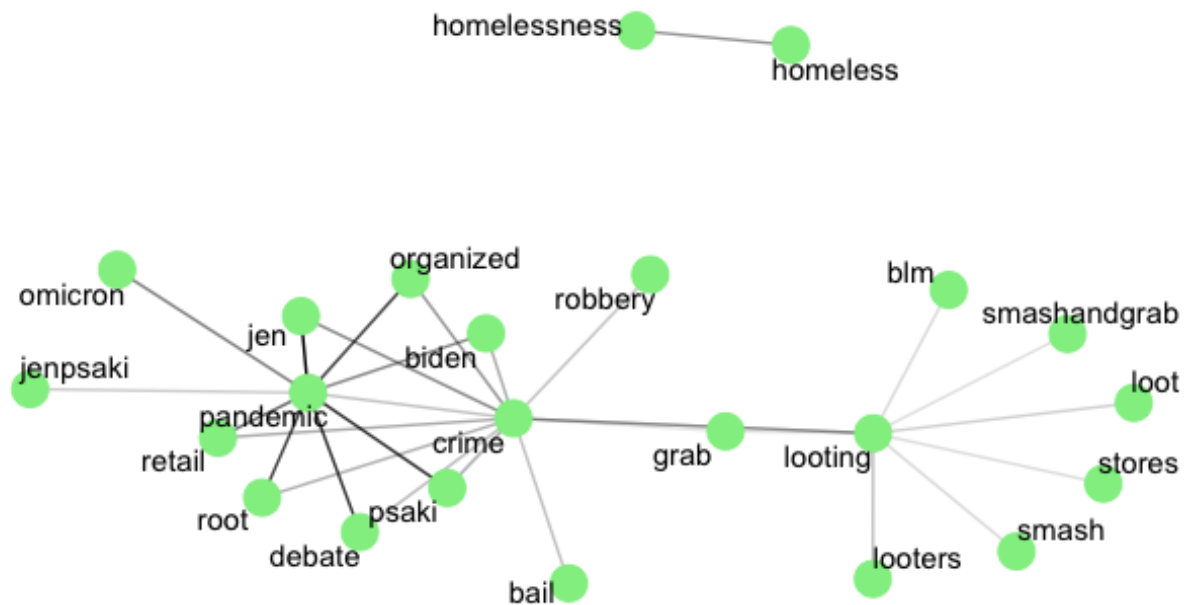 homelessness
homeless
organized
blm
omicron
robbery
smashandgrab
jen
biden
jenpsaki
loot
pandemic
crime
retail
grab
looting
stores
root
psaki
smash
debate
looters
bail